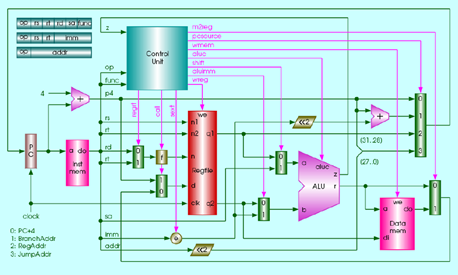 op rs rt rd sa func
op rs rt imm
op addr
z
Control
Unit
m2reg
pcsource
wmem
aluc
shift
aluimm
wreg
op
func
regrt
call
sext
4
+
p4
<<2
+
0
1
2
3
(31..28)
(27..0)
P
C
a do
Inst
mem
rs
rt
rd
rt
0
1
f
1
0
we
n1
n2
q1
Regfile
n
d
clk q2
0
1
0
1
a aluc
z
ALU
r
b
we
a do
Data
mem
di
0
1
clock
sa
imm
e
addr
<<2
0: PC+4
1: BranchAddr
2: RegAddr
3: JumpAddr